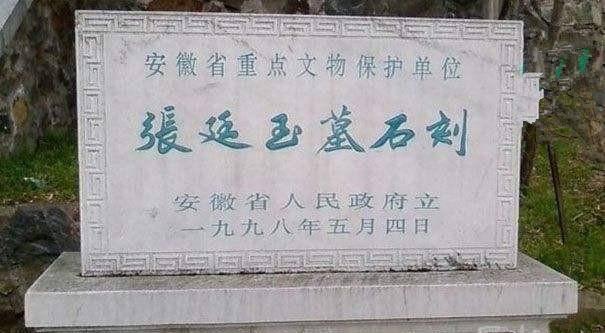 安徽省重点文物保护单位
張廷玉墓石刻
安徽省人民政府立
一九九八年五月四日